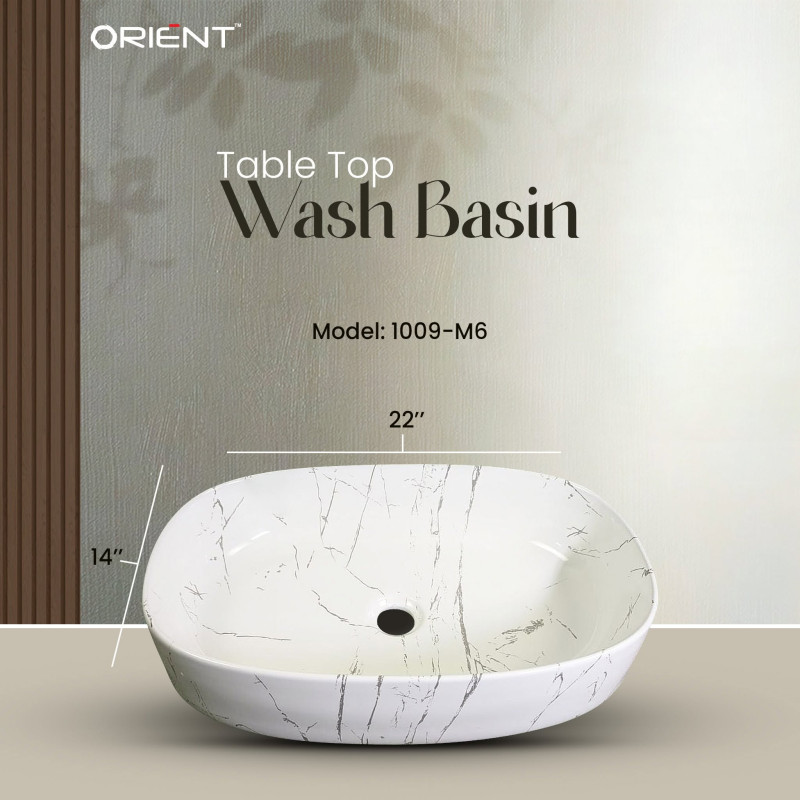 ORIENT™
Table Top
Wash Basin
Model: 1009-M6
22’’
14’’